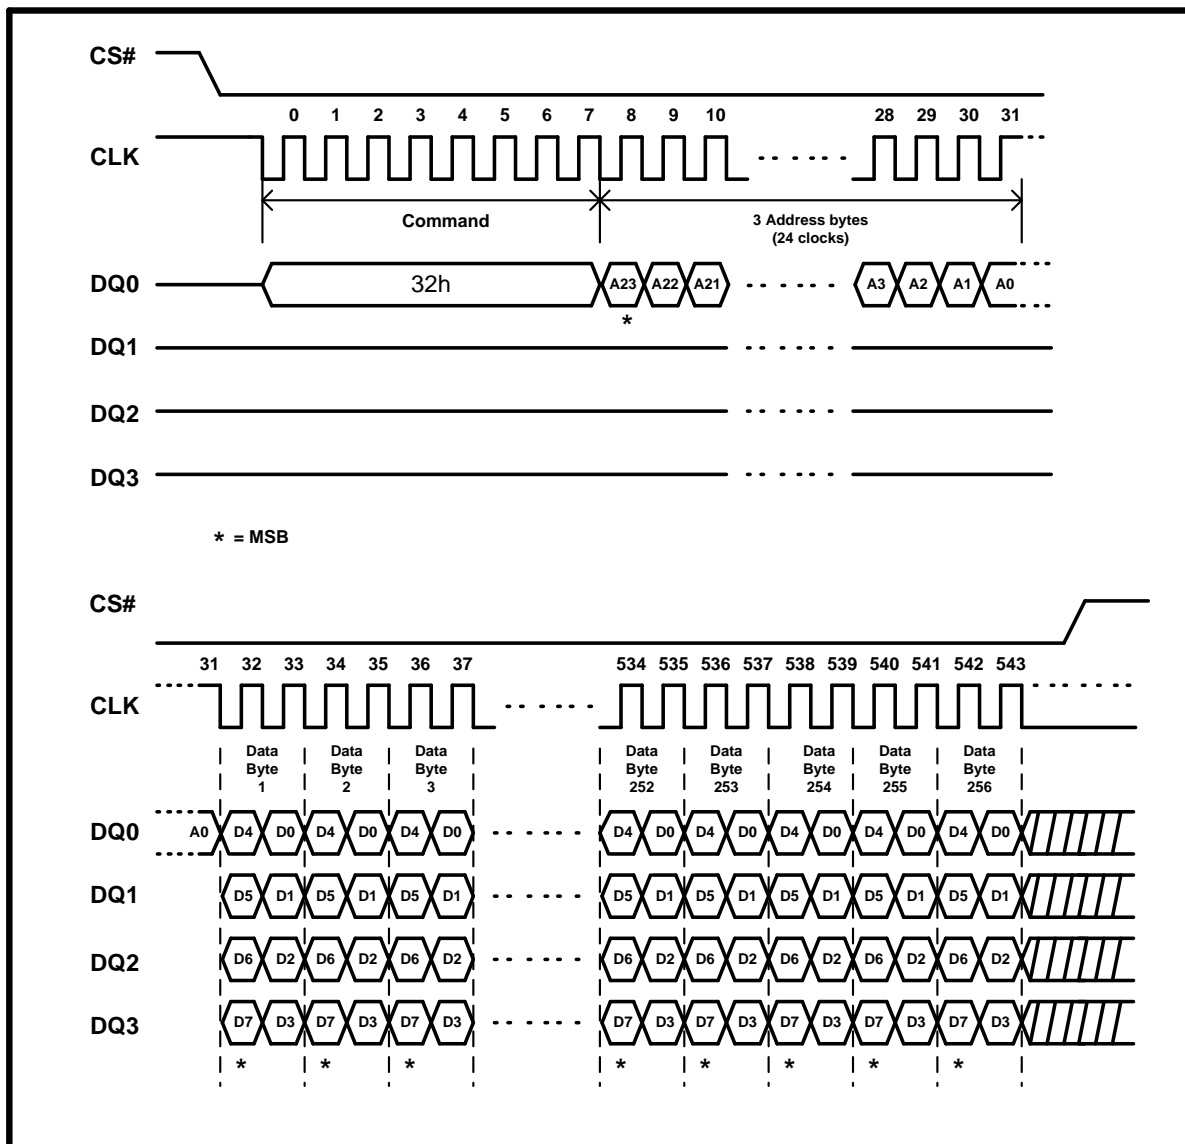 CS#
0 1 2 3 4 5 6 7 8 9 10 28 29 30 31
CLK
Command
3 Address bytes
(24 clocks)
DQ0 32h A23 A22 A21 A3 A2 A1 A0
*
DQ1
DQ2
DQ3
* = MSB
CS#
31 32 33 34 35 36 37 534 535 536 537 538 539 540 541 542 543
CLK
Data Data Data Data Data Data Data Data
Byte Byte Byte Byte Byte Byte Byte Byte
1 2 3 252 253 254 255 256
DQ0 A0 D4 D0 D4 D0 D4 D0 D4 D0 D4 D0 D4 D0 D4 D0 D4 D0
DQ1 D5 D1 D5 D1 D5 D1 D5 D1 D5 D1 D5 D1 D5 D1 D5 D1
DQ2 D6 D2 D6 D2 D6 D2 D6 D2 D6 D2 D6 D2 D6 D2 D6 D2
DQ3 D7 D3 D7 D3 D7 D3 D7 D3 D7 D3 D7 D3 D7 D3 D7 D3
* * * * * * * *